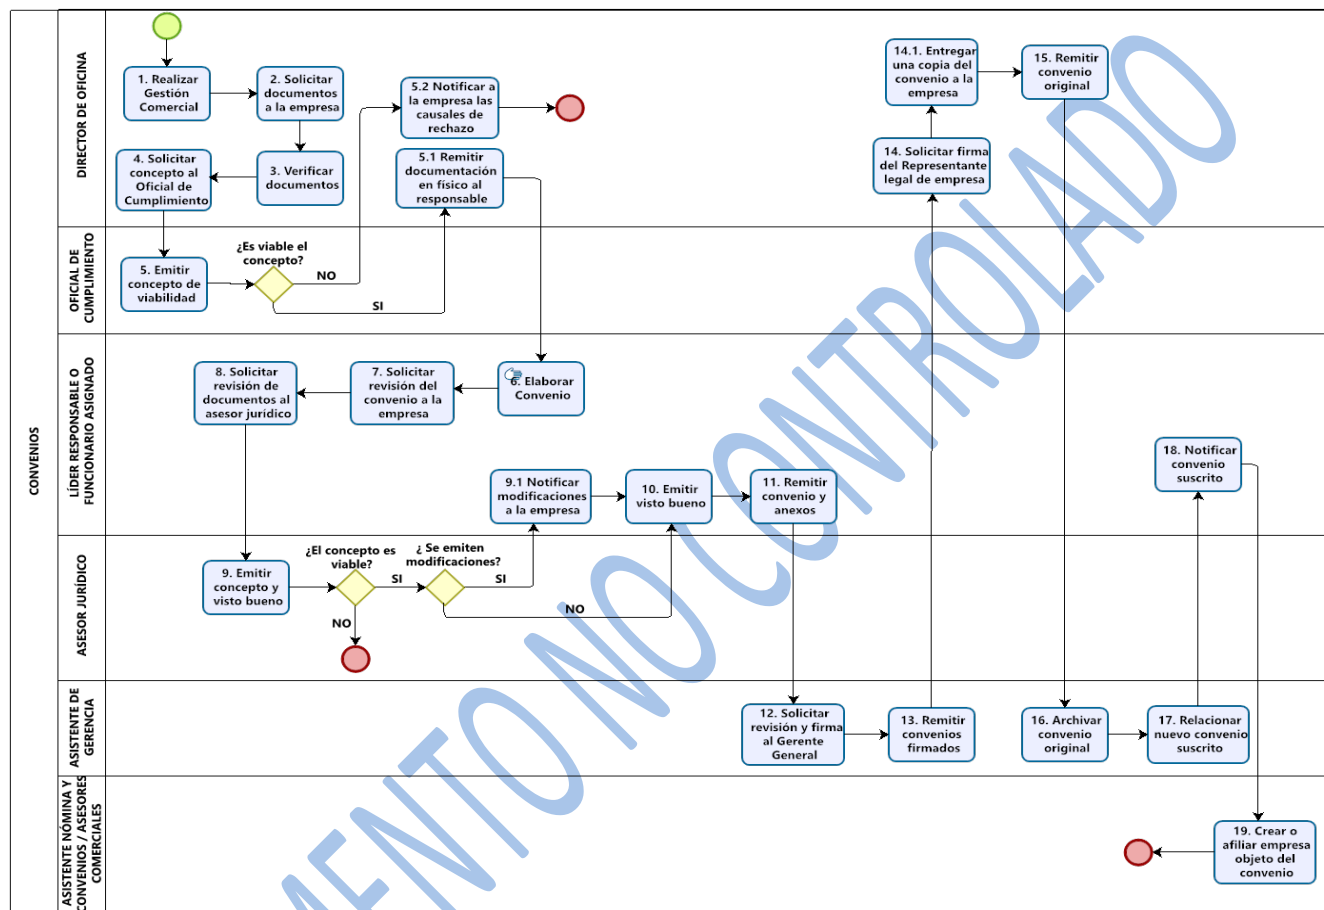 CONVENIOS
DIRECTOR DE OFICINA
1. Realizar
Gestión
Comercial
2. Solicitar
documentos
a la empresa
3. Verificar
documentos
4. Solicitar
concepto al
Oficial de
Cumplimiento
5.2 Notificar a
la empresa las
causales de
rechazo
5.1 Remitir
documentación
en físico al
responsable
14.1. Entregar
una copia del
convenio a la
empresa
15. Remitir
convenio
original
14. Solicitar firma
del Representante
legal de empresa
OFICIAL DE
CUMPLIMIENTO
5. Emitir
concepto de
viabilidad
¿Es viable el
concepto?
NO
SI
LÍDER RESPONSABLE O
FUNCIONARIO ASIGNADO
8. Solicitar
revisión de
documentos al
asesor jurídico
7. Solicitar
revisión del
convenio a la
empresa
6. Elaborar
Convenio
9.1 Notificar
modificaciones
a la empresa
10. Emitir
visto bueno
11. Remitir
convenio y
anexos
18. Notificar
convenio
suscrito
ASESOR JURÍDICO
9. Emitir
concepto y
visto bueno
¿El concepto es
viable?
SI
NO
¿ Se emiten
modificaciones?
SI
NO
ASISTENTE DE
GERENCIA
12. Solicitar
revisión y firma
al Gerente
General
13. Remitir
convenios
firmados
16. Archivar
convenio
original
17. Relacionar
nuevo convenio
suscrito
ASISTENTE NÓMINA Y
CONVENIOS / ASESORES
COMERCIALES
19. Crear o
afiliar empresa
objeto del
convenio
MENTO NO CONTROLADO